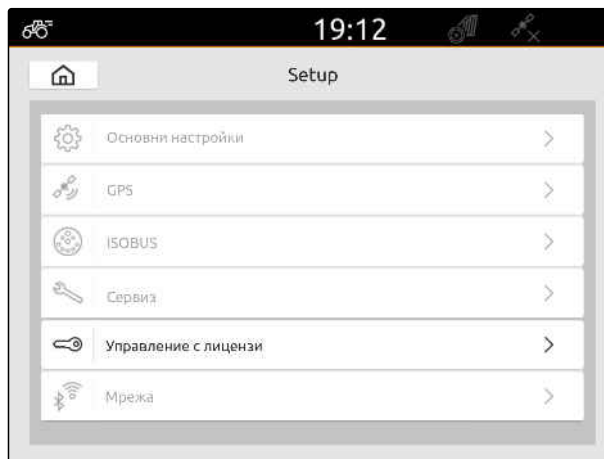 19:12
Setup
Основни настройки
GPS
ISOBUS
Сервиз
Управление с лицензи
Мрежа